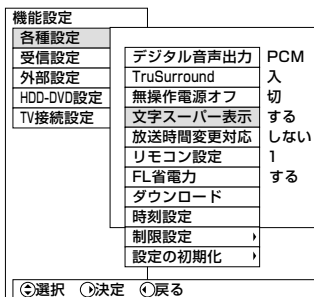 機能設定
各種設定
受信設定
外部設定
HDD-DVD設定
TV接続設定
デジタル音声出力 PCM
TruSurround 入
無操作電源オフ 切
文字スーパー表示 する
放送時間変更対応 しない
リモコン設定 1
FL省電力 する
ダウンロード
時刻設定
制限設定
設定の初期化
選択 決定 戻る